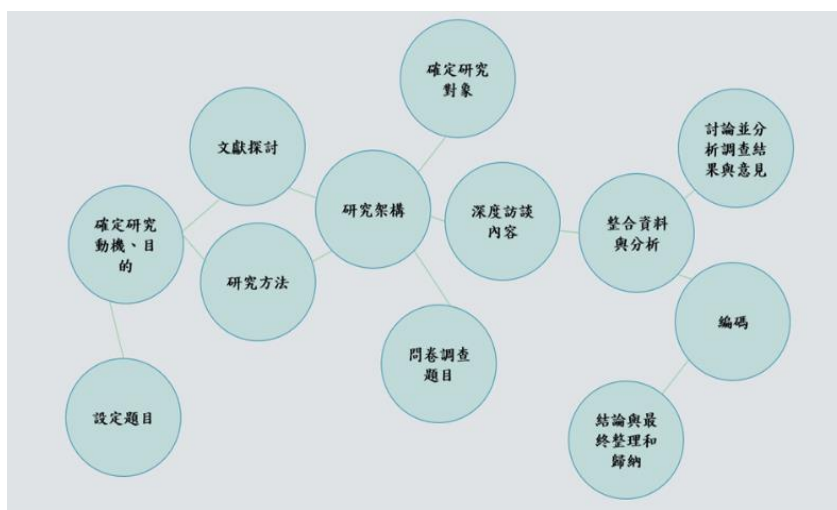 設定題目
確定研究
動機、目
的
文獻探討
研究方法
研究架構
確定研究
對象
深度訪談
內容
問卷調查
題目
整合資料
與分析
討論並分
析調查結
果與意見
編碼
結論與最
終整理和
歸納